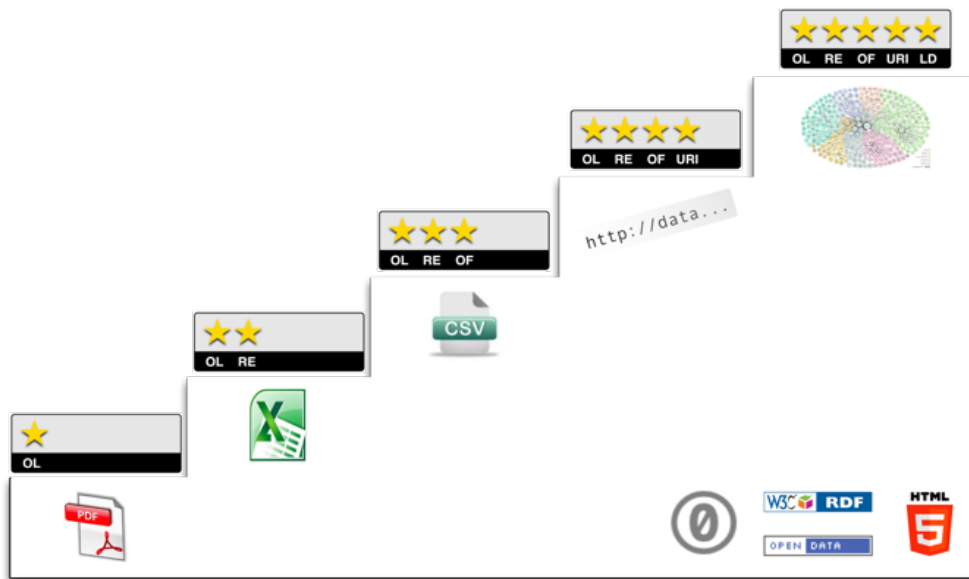 OL RE OF URI LD
OL RE OF URI
http://data...
OL RE OF
CSV
OL RE
X
OL
PDF
0
W3C RDF
OPEN DATA
HTML
5